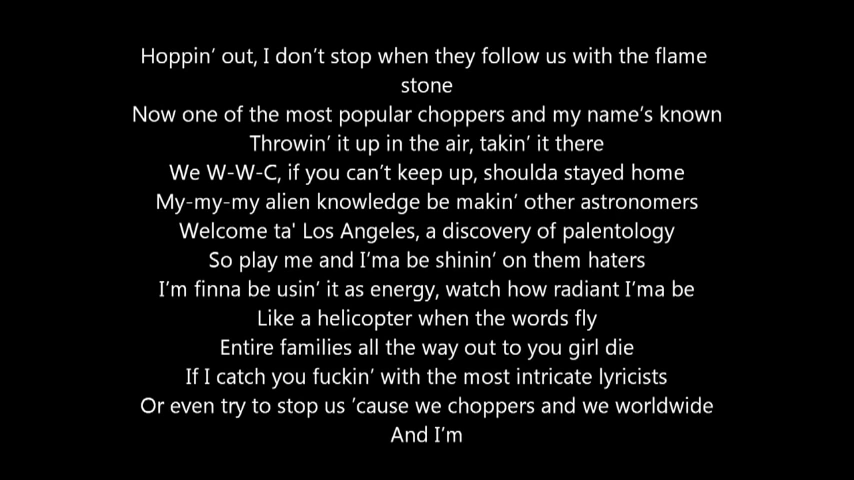 Hoppin’ out, I don’t stop when they follow us with the flame
stone
Now one of the most popular choppers and my name’s known
Throwin’ it up in the air, takin’ it there
We W-W-C, if you can’t keep up, shoulda stayed home
My-my-my alien knowledge be makin’ other astronomers
Welcome ta' Los Angeles, a discovery of palentology
So play me and I’ma be shinin’ on them haters
I’m finna be usin’ it as energy, watch how radiant I’ma be
Like a helicopter when the words fly
Entire families all the way out to you girl die
If I catch you fuckin’ with the most intricate lyricists
Or even try to stop us ’cause we choppers and we worldwide
And I’m